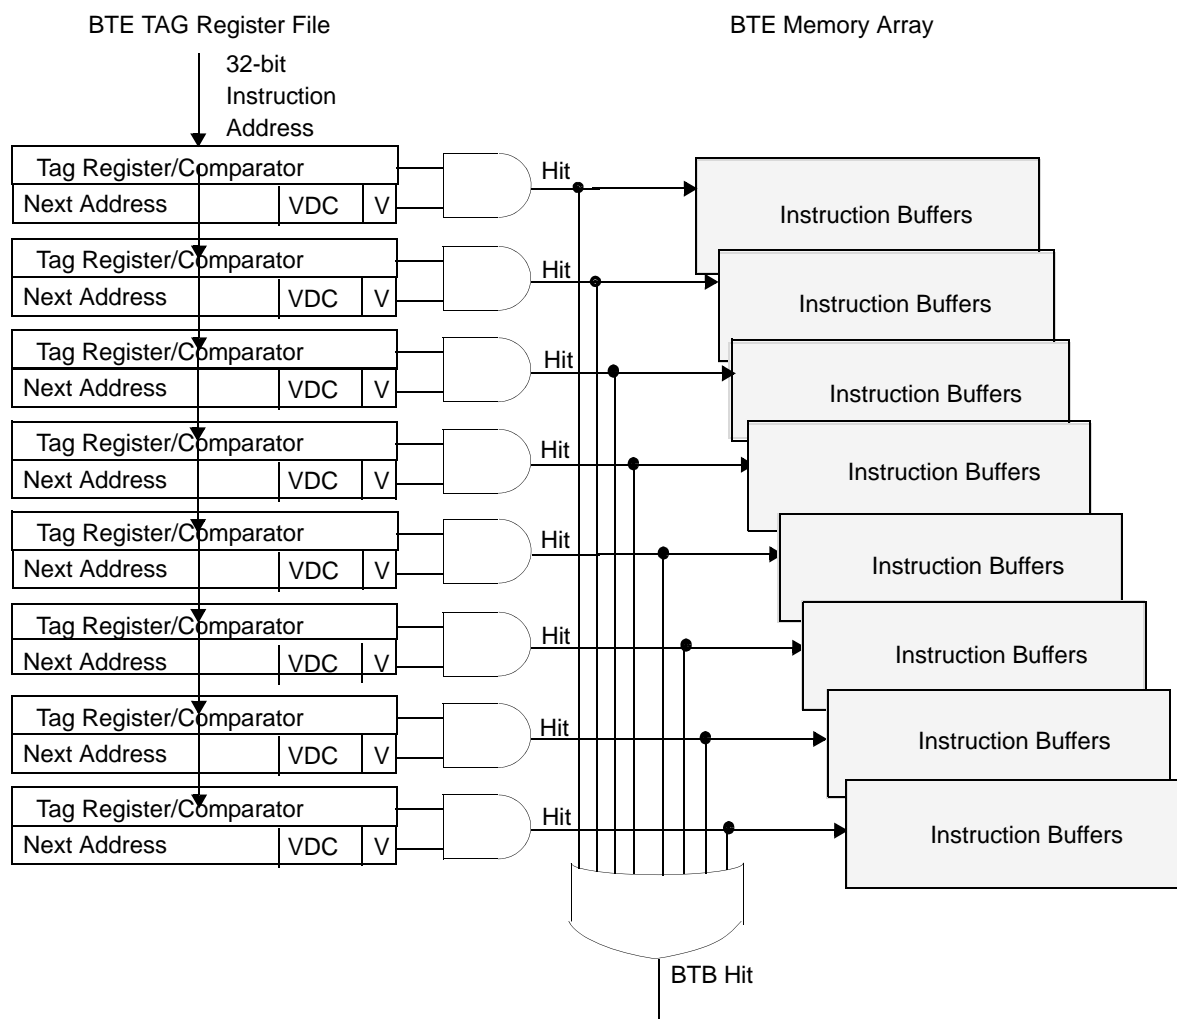 BTE TAG Register File
BTE Memory Array
32-bit
Instruction
Address
Tag Register/Comparator
Next Address VDC V
Hit
Instruction Buffers
Tag Register/Comparator
Next Address VDC V
Hit
Instruction Buffers
Tag Register/Comparator
Next Address VDC V
Hit
Instruction Buffers
Tag Register/Comparator
Next Address VDC V
Hit
Instruction Buffers
Tag Register/Comparator
Next Address VDC V
Hit
Instruction Buffers
Tag Register/Comparator
Next Address VDC V
Hit
Instruction Buffers
Tag Register/Comparator
Next Address VDC V
Hit
Instruction Buffers
Tag Register/Comparator
Next Address VDC V
Hit
Instruction Buffers
BTB Hit